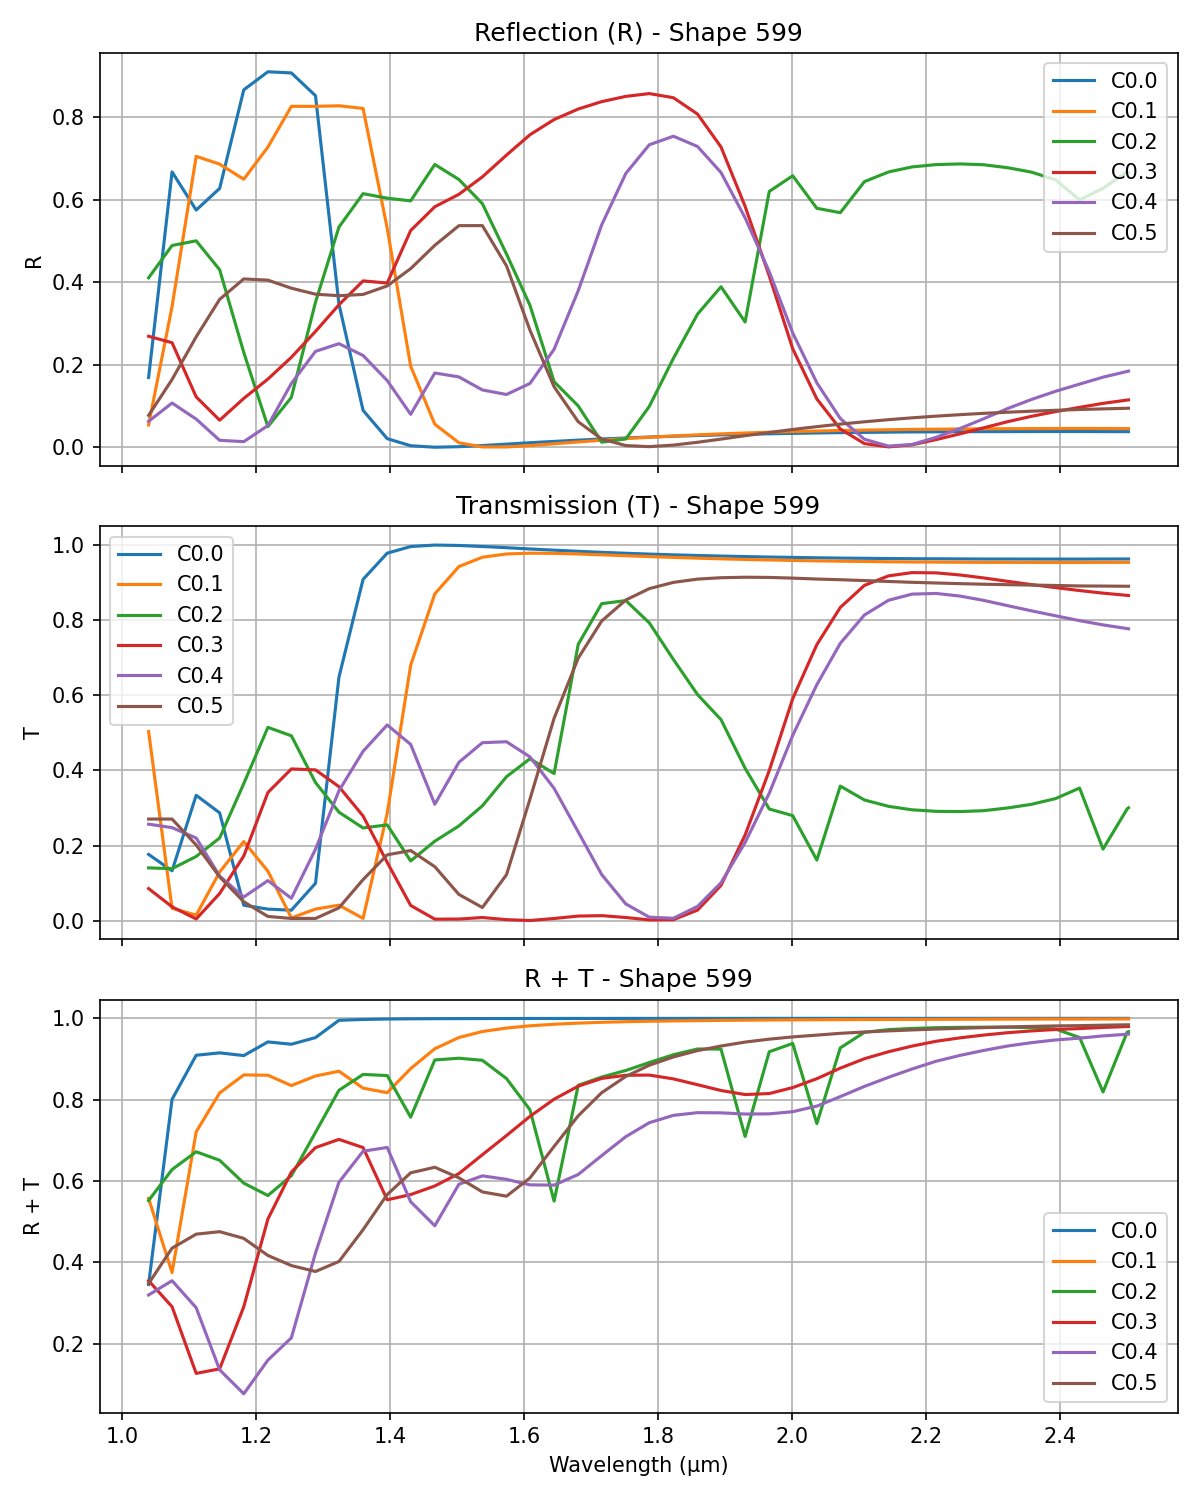 Reflection (R) - Shape 599
R
0.8
0.6
0.4
0.2
0.0
C0.0
C0.1
C0.2
C0.3
C0.4
C0.5
Transmission (T) - Shape 599
T
1.0
0.8
0.6
0.4
0.2
0.0
C0.0
C0.1
C0.2
C0.3
C0.4
C0.5
R + T - Shape 599
R + T
1.0
0.8
0.6
0.4
0.2
C0.0
C0.1
C0.2
C0.3
C0.4
C0.5
1.0 1.2 1.4 1.6 1.8 2.0 2.2 2.4
Wavelength (μm)